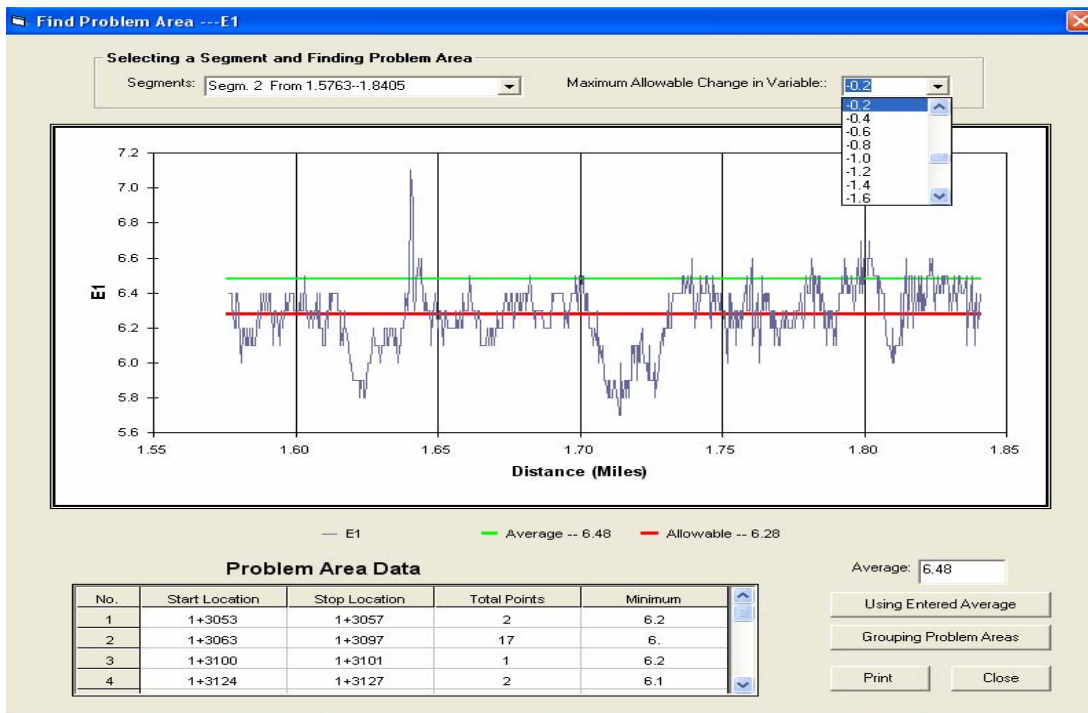 Find Problem Area ---E1
Selecting a Segment and Finding Problem Area
Segments: Segm. 2 From 1.5763--1.8405 Maximum Allowable Change in Variable:: -0.2
-0.2
-0.4
-0.6
-0.8
-1.0
-1.2
-1.4
-1.6
7.2
7.0
6.8
6.6
6.4
6.2
6.0
5.8
5.6
E1
1.55 1.60 1.65 1.70 1.75 1.80 1.85
Distance (Miles)
E1 Average -- 6.48 Allowable -- 6.28
Problem Area Data
No. Start Location Stop Location Total Points Minimum
1 1+3053 1+3057 2 6.2
2 1+3063 1+3097 17 6.
3 1+3100 1+3101 1 6.2
4 1+3124 1+3127 2 6.1
Average: 6.48
Using Entered Average
Grouping Problem Areas
Print Close